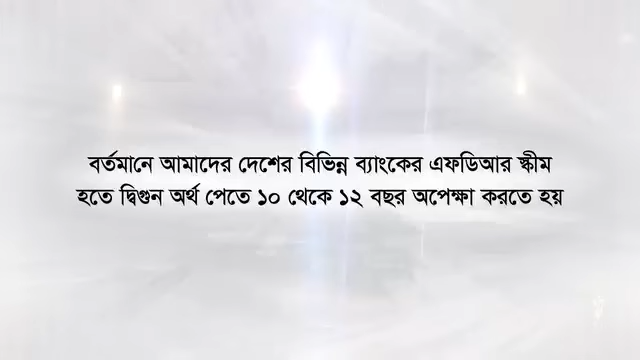 বর্তমানে আমাদের দেশের বিভিন্ন ব্যাংকের এফডিআর স্কীম
হতে দ্বিগুন অর্থ পেতে ১০ থেকে ১২ বছর অপেক্ষা করতে হয়